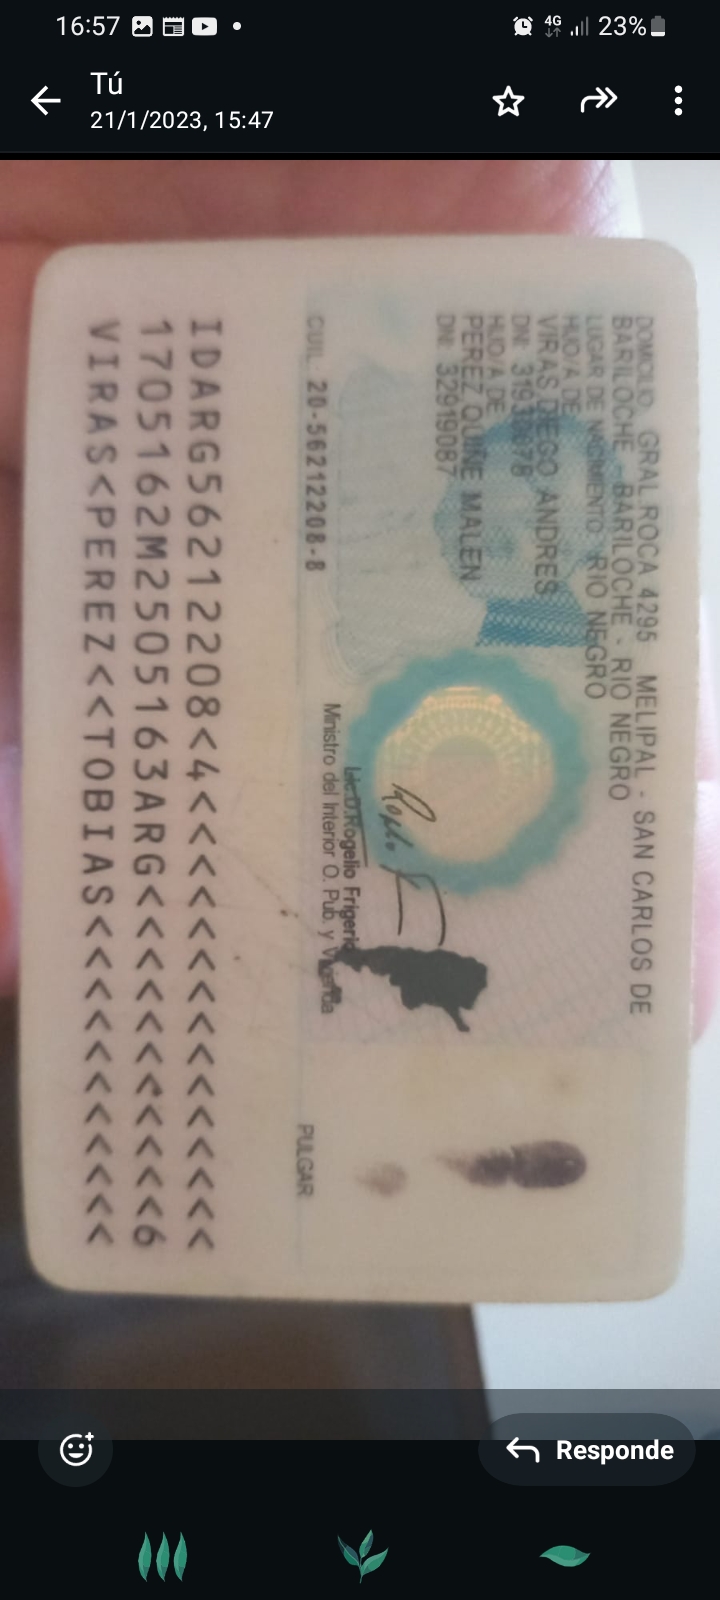 16:57
4G
23%
Tú
21/1/2023, 15:47
DOMICILIO: GRAL.ROCA 4295 MELIPAL - SAN CARLOS DE
BARILOCHE BARILOCHE - RIO NEGRO
LUGAR DE NACIMIENTO: RIO NEGRO
HIJO/A DE
VIRAS DIEGO ANDRES
DNI:
HIJO/A DE
PEREZ QUINE MALEN
DNI: 32919087
CUIL: 20-56212208-8
Lic.D.Rogelio Frigerio
Ministro del Interior O. Pub. y Vivienda
PULGAR
IDARG56212208<4<<<<<<<<<<<<<<<
1705162M2505163ARG<<<<<<<<<<<6
VIRAS<PEREZ<<TOBIAS<<<<<<<<<<<
Responde